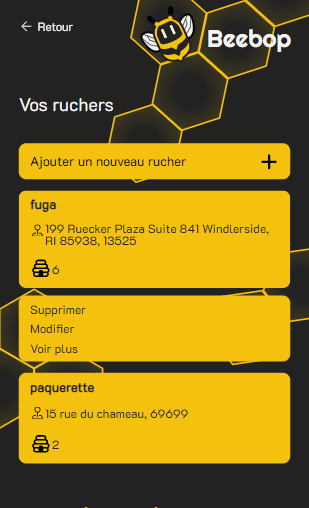 Retour
Beebop
Vos ruchers
Ajouter un nouveau rucher
fuga
199 Ruecker Plaza Suite 841 Windlerside,
RI 85938, 13525
6
Supprimer
Modifier
Voir plus
paquerette
15 rue du chameau, 69699
2